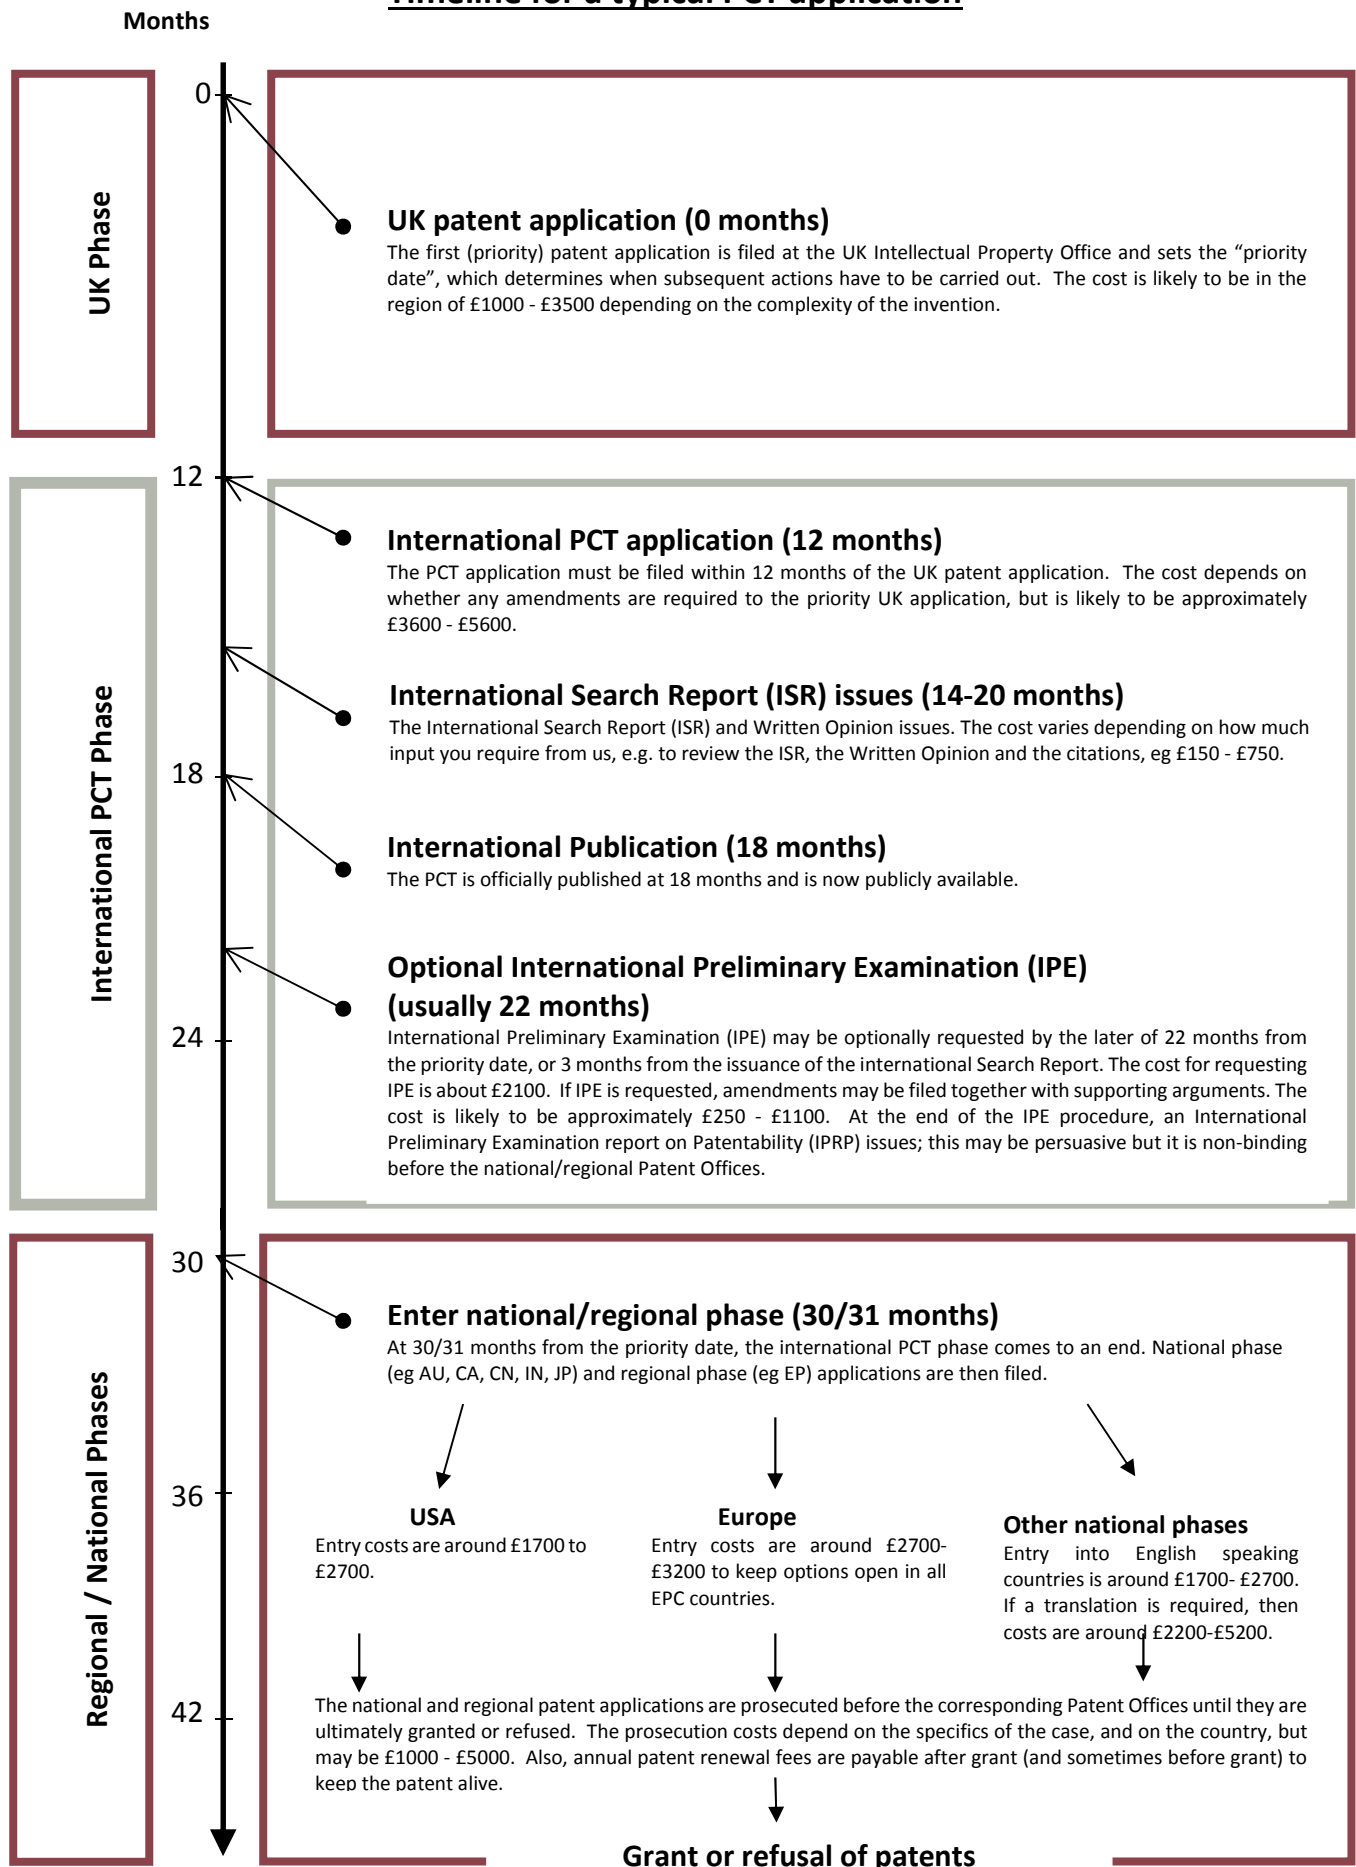 Timeline for a typical PCT application
Months
0
UK Phase
UK patent application (0 months)
The first (priority) patent application is filed at the UK Intellectual Property Office and sets the “priority
date”, which determines when subsequent actions have to be carried out. The cost is likely to be in the
region of £1000 - £3500 depending on the complexity of the invention.
12
International PCT Phase
International PCT application (12 months)
The PCT application must be filed within 12 months of the UK patent application. The cost depends on
whether any amendments are required to the priority UK application, but is likely to be approximately
£3600 - £5600.
International Search Report (ISR) issues (14-20 months)
The International Search Report (ISR) and Written Opinion issues. The cost varies depending on how much
input you require from us, e.g. to review the ISR, the Written Opinion and the citations, eg £150 - £750.
18
International Publication (18 months)
The PCT is officially published at 18 months and is now publicly available.
Optional International Preliminary Examination (IPE)
(usually 22 months)
24
International Preliminary Examination (IPE) may be optionally requested by the later of 22 months from
the priority date, or 3 months from the issuance of the international Search Report. The cost for requesting
IPE is about £2100. If IPE is requested, amendments may be filed together with supporting arguments. The
cost is likely to be approximately £250 - £1100. At the end of the IPE procedure, an International
Preliminary Examination report on Patentability (IPRP) issues; this may be persuasive but it is non-binding
before the national/regional Patent Offices.
30
Regional / National Phases
Enter national/regional phase (30/31 months)
At 30/31 months from the priority date, the international PCT phase comes to an end. National phase
(eg AU, CA, CN, IN, JP) and regional phase (eg EP) applications are then filed.
36
USA
Entry costs are around £1700 to
£2700.
Europe
Entry costs are around £2700-
£3200 to keep options open in all
EPC countries.
Other national phases
Entry into English speaking
countries is around £1700- £2700.
If a translation is required, then
costs are around £2200-£5200.
42
The national and regional patent applications are prosecuted before the corresponding Patent Offices until they are
ultimately granted or refused. The prosecution costs depend on the specifics of the case, and on the country, but
may be £1000 - £5000. Also, annual patent renewal fees are payable after grant (and sometimes before grant) to
keep the patent alive.
Grant or refusal of patents